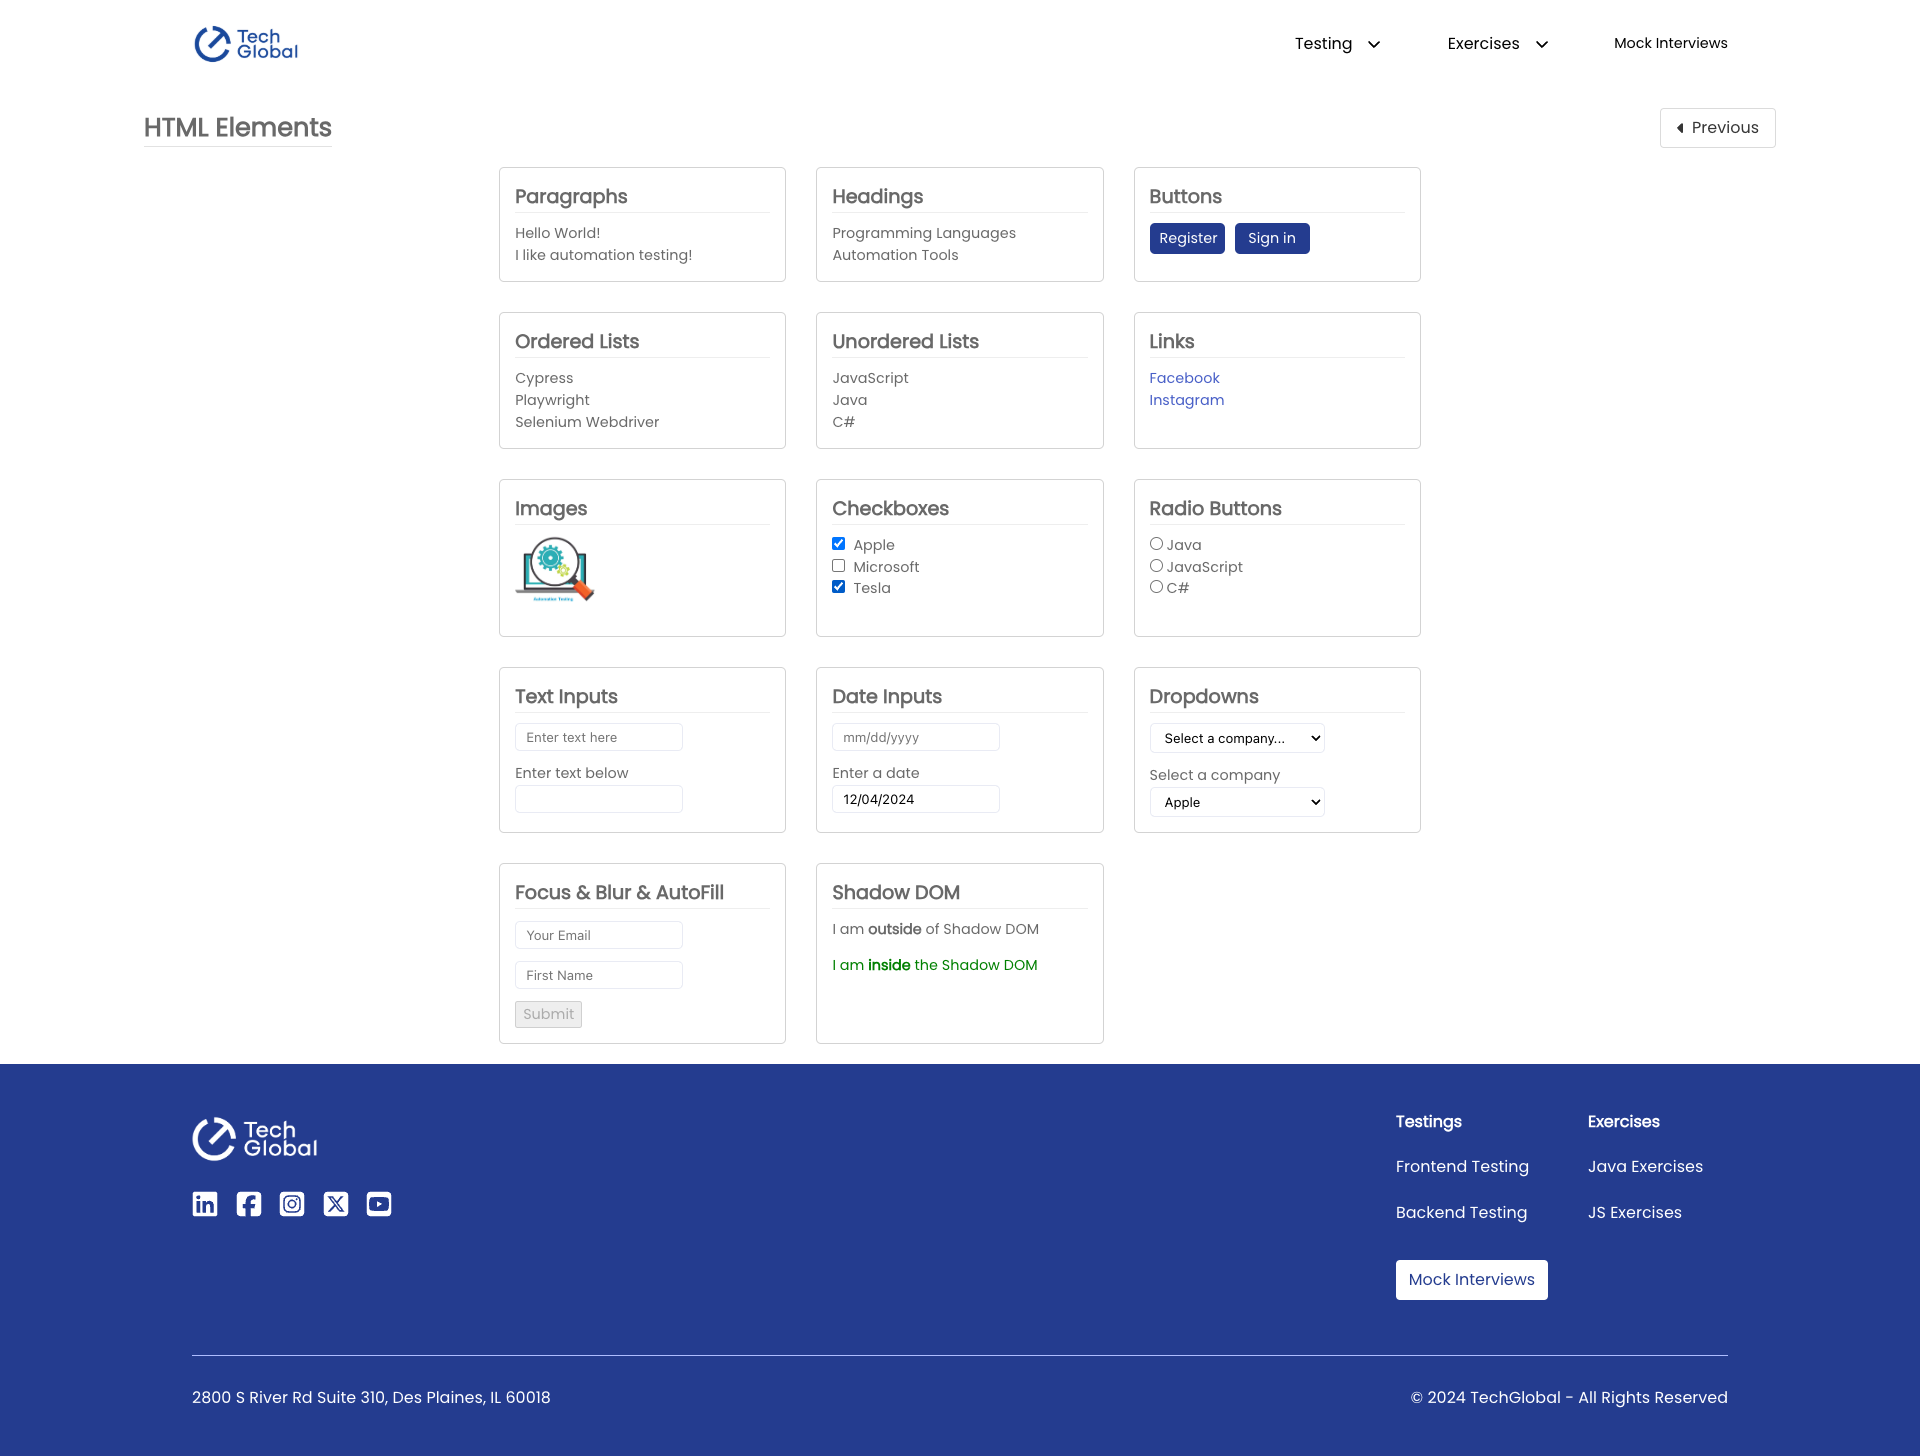 Tech
Global
Testing
Exercises
Mock Interviews
HTML Elements
Previous
Paragraphs
Hello World!
I like automation testing!
Headings
Programming Languages
Automation Tools
Buttons
Register
Sign in
Ordered Lists
Cypress
Playwright
Selenium Webdriver
Unordered Lists
JavaScript
Java
C#
Links
Facebook
Instagram
Images
Automation Testing
Checkboxes
Apple
Microsoft
Tesla
Radio Buttons
Java
JavaScript
C#
Text Inputs
Enter text here
Enter text below
Date Inputs
mm/dd/yyyy
Enter a date
12/04/2024
Dropdowns
Select a company...
Select a company
Apple
Focus & Blur & AutoFill
Your Email
First Name
Submit
Shadow DOM
I am outside of Shadow DOM
I am inside the Shadow DOM
Tech
Global
Testings
Frontend Testing
Backend Testing
Mock Interviews
Exercises
Java Exercises
JS Exercises
2800 S River Rd Suite 310, Des Plaines, IL 60018
© 2024 TechGlobal - All Rights Reserved